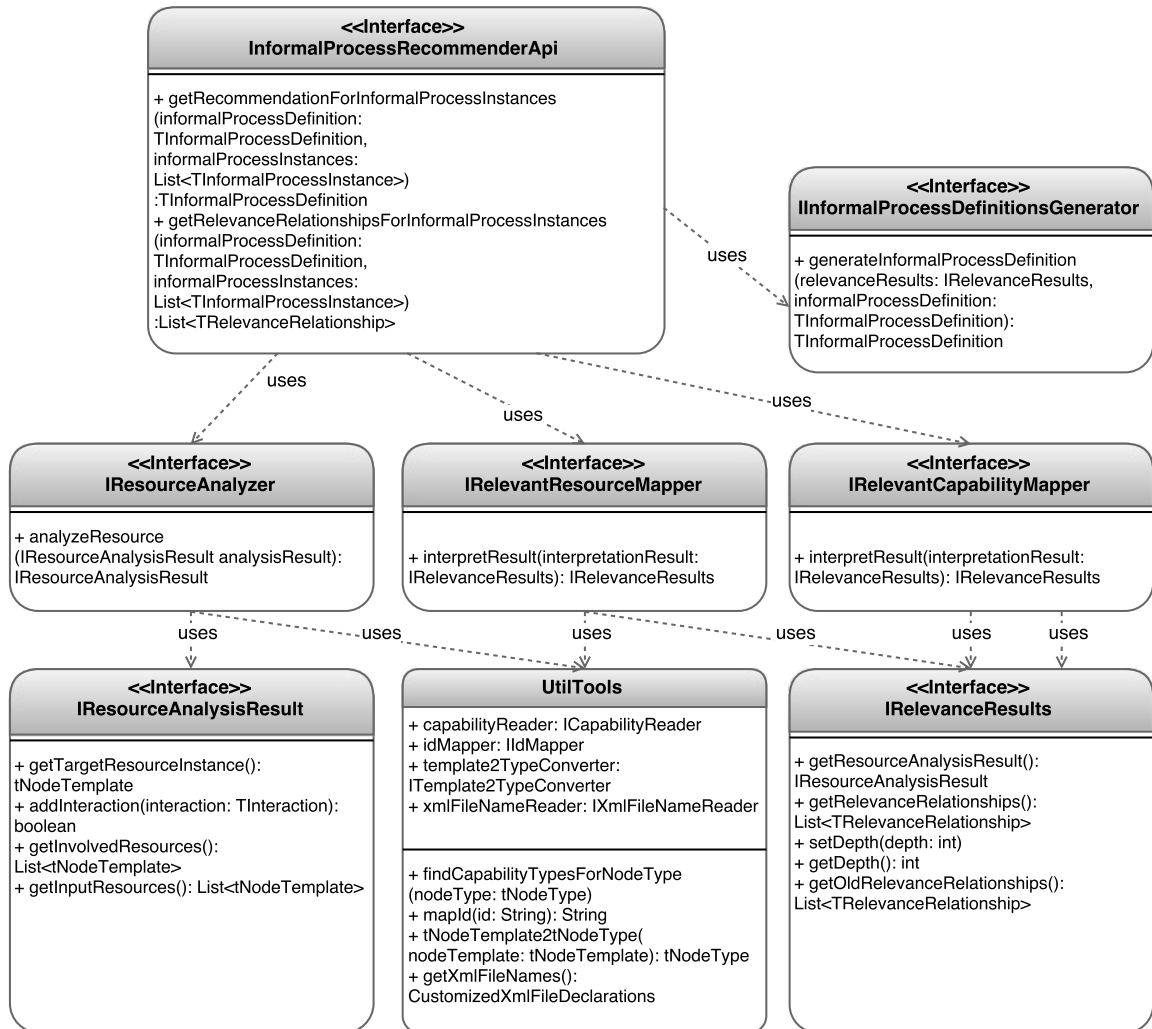 <<Interface>>
InformalProcessRecommenderApi
+ getRecommendationForInformalProcessInstances
(informalProcessDefinition:
TInformalProcessDefinition,
informalProcessInstances:
List<TInformalProcessInstance>)
:TInformalProcessDefinition
+ getRelevanceRelationshipsForInformalProcessInstances
(informalProcessDefinition:
TInformalProcessDefinition,
informalProcessInstances:
List<TInformalProcessInstance>)
:List<TRelevanceRelationship>
uses
<<Interface>>
IInformalProcessDefinitionsGenerator
+ generateInformalProcessDefinition
(relevanceResults: IRelevanceResults,
informalProcessDefinition:
TInformalProcessDefinition):
TInformalProcessDefinition
uses
uses
uses
<<Interface>>
IResourceAnalyzer
+ analyzeResource
(IResourceAnalysisResult analysisResult):
IResourceAnalysisResult
<<Interface>>
IRelevantResourceMapper
+ interpretResult(interpretationResult:
IRelevanceResults): IRelevanceResults
<<Interface>>
IRelevantCapabilityMapper
+ interpretResult(interpretationResult:
IRelevanceResults): IRelevanceResults
uses
uses
uses
uses
uses
uses
<<Interface>>
IResourceAnalysisResult
+ getTargetResourceInstance():
tNodeTemplate
+ addInteraction(interaction: TInteraction):
boolean
+ getInvolvedResources():
List<tNodeTemplate>
+ getInputResources(): List<tNodeTemplate>
UtilTools
+ capabilityReader: ICapabilityReader
+ idMapper: IIdMapper
+ template2TypeConverter:
ITemplate2TypeConverter
+ xmlFileNameReader: IXmlFileNameReader
+ findCapabilityTypesForNodeType
(nodeType: tNodeType)
+ mapId(id: String): String
+ tNodeTemplate2tNodeType(
nodeTemplate: tNodeTemplate): tNodeType
+ getXmlFileNames():
CustomizedXmlFileDeclarations
<<Interface>>
IRelevanceResults
+ getResourceAnalysisResult():
IResourceAnalysisResult
+ getRelevanceRelationships():
List<TRelevanceRelationship>
+ setDepth(depth: int)
+ getDepth(): int
+ getOldRelevanceRelationships():
List<TRelevanceRelationship>